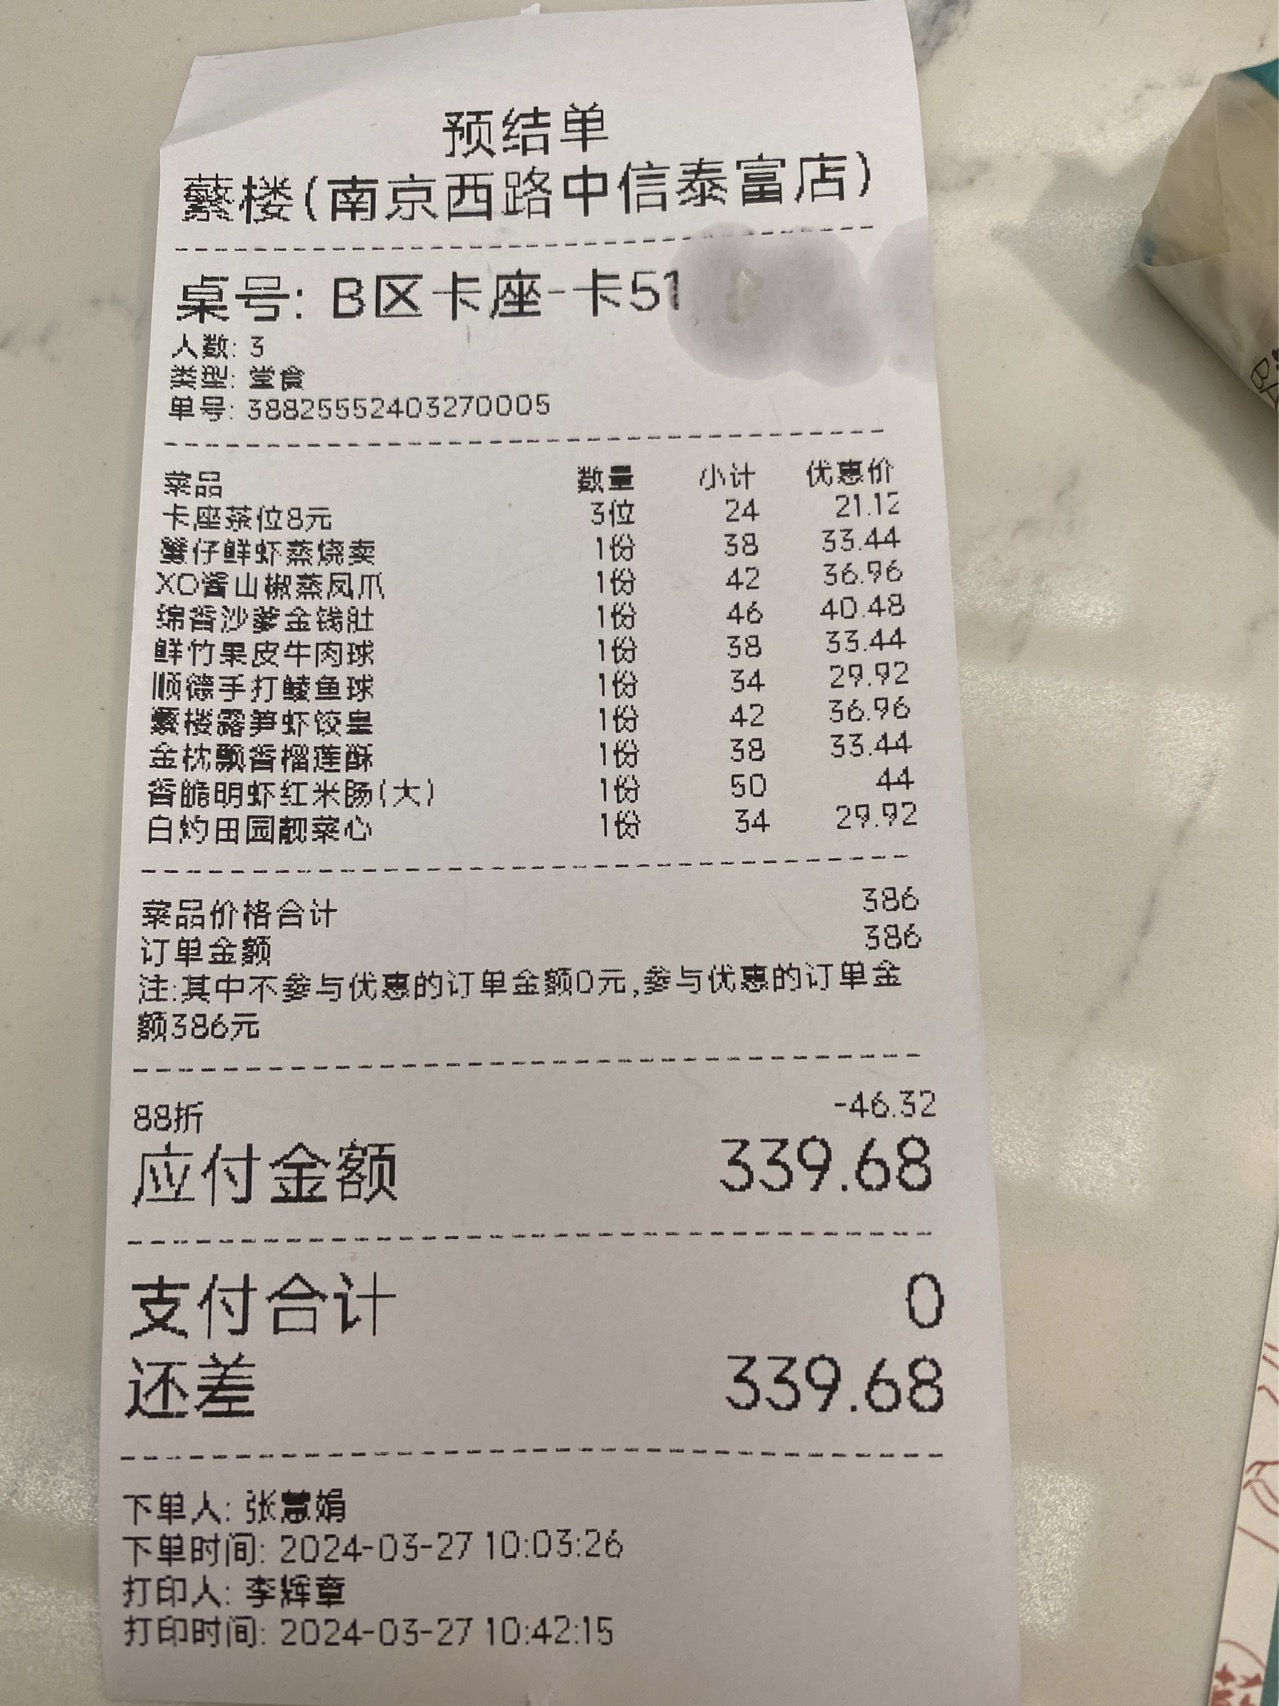 预结单
蘩楼(南京西路中信泰富店)
桌号: B区卡座-卡51
人数: 3
类型: 堂食
单号: 38825552403270005
菜品 数量 小计 优惠价
卡座茶位8元 3位 24 21.12
蟹仔鲜虾蒸烧卖 1份 38 33.44
XO酱山椒蒸凤爪 1份 42 36.96
绵香沙爹金钱肚 1份 46 40.48
鲜竹果皮牛肉球 1份 38 33.44
顺德手打鲮鱼球 1份 34 29.92
蘩楼露笋虾饺皇 1份 42 36.96
金枕飘香榴莲酥 1份 38 33.44
香脆明虾红米肠(大) 1份 50 44
白灼田园靓菜心 1份 34 29.92
菜品价格合计 386
订单金额 386
注:其中不参与优惠的订单金额0元,参与优惠的订单金
额386元
88折 -46.32
应付金额 339.68
支付合计 0
还差 339.68
下单人: 张慧娟
下单时间: 2024-03-27 10:03:26
打印人: 李辉章
打印时间: 2024-03-27 10:42:15